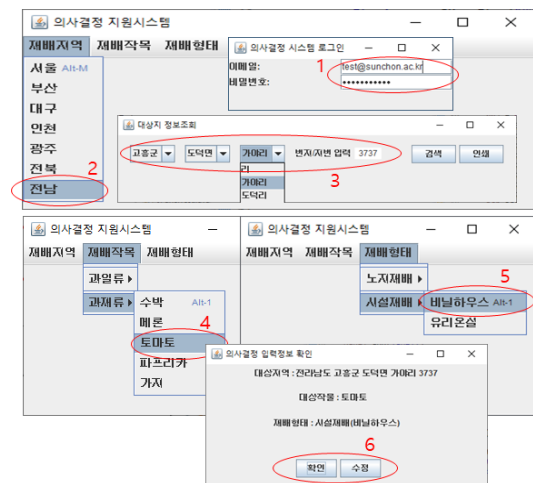 의사결정 지원시스템
재배지역 재배작목 재배형태
서울 Alt-M
부산
대구
인천
광주
전북
전남
2
의사결정 시스템 로그인
이메일: test@sunchon.ac.kr
비밀번호: •••••••••••
1
대상지 정보조회
고흥군 도덕면 가야리 번지/지번 입력 3737 검색 인쇄
리
가야리
도덕리
3
의사결정 지원시스템
재배지역 재배작목 재배형태
과일류
과채류
수박 Alt-1
메론
토마토
파프리카
가지
4
의사결정 지원시스템
재배지역 재배작목 재배형태
노지재배
시설재배
비닐하우스 Alt-1
유리온실
5
의사결정 입력정보 확인
대상지역 : 전라남도 고흥군 도덕면 가야리 3737
대상작물 : 토마토
재배형태 : 시설재배(비닐하우스)
6
확인 수정